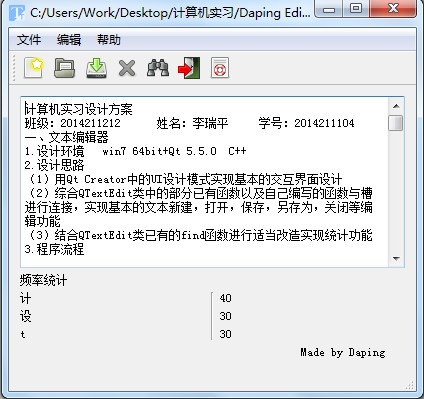 C:/Users/Work/Desktop/计算机实习/Daping Edi...
文件 编辑 帮助
计算机实习设计方案
班级：2014211212 姓名：李瑞平 学号：2014211104
一、文本编辑器
1.设计环境 win7 64bit+Qt 5.5.0 C++
2.设计思路
（1）用Qt Creator中的UI设计模式实现基本的交互界面设计
（2）综合QTextEdit类中的部分已有函数以及自己编写的函数与槽
进行连接，实现基本的文本新建，打开，保存，另存为，关闭等编
辑功能
（3）结合QTextEdit类已有的find函数进行适当改造实现统计功能
3.程序流程
频率统计
计 40
设 30
t 30
Made by Daping